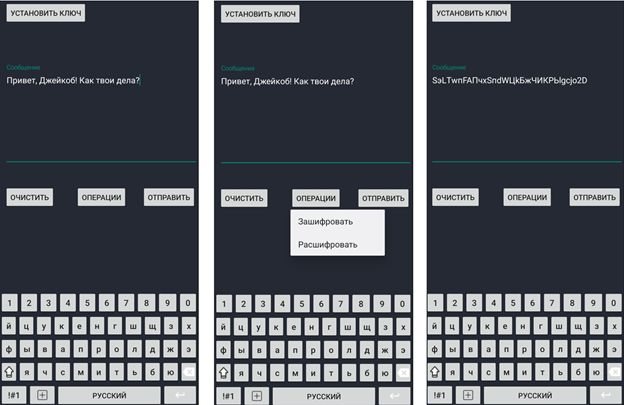 УСТАНОВИТЬ КЛЮЧ
Сообщение
Привет, Джейкоб! Как твои дела?
ОЧИСТИТЬ ОПЕРАЦИИ ОТПРАВИТЬ
1 2 3 4 5 6 7 8 9 0
й ц у к е н г ш щ з х
ф ы в а п р о л д ж э
я ч с м и т ь б ю
!#1 РУССКИЙ
УСТАНОВИТЬ КЛЮЧ
Сообщение
Привет, Джейкоб! Как твои дела?
ОЧИСТИТЬ ОПЕРАЦИИ ОТПРАВИТЬ
Зашифровать
Расшифровать
1 2 3 4 5 6 7 8 9 0
й ц у к е н г ш щ з х
ф ы в а п р о л д ж э
я ч с м и т ь б ю
!#1 РУССКИЙ
УСТАНОВИТЬ КЛЮЧ
Сообщение
ОЧИСТИТЬ ОПЕРАЦИИ ОТПРАВИТЬ
1 2 3 4 5 6 7 8 9 0
й ц у к е н г ш щ з х
ф ы в а п р о л д ж э
я ч с м и т ь б ю
!#1 РУССКИЙ